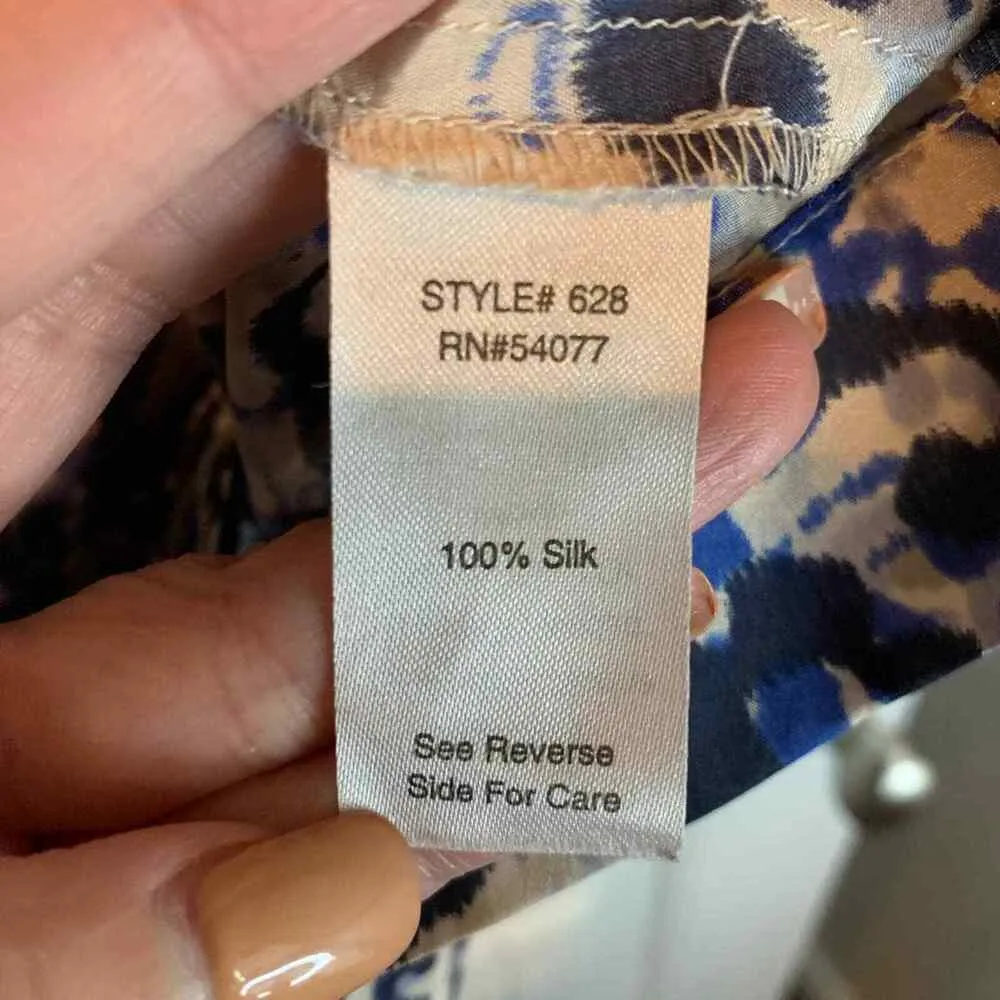 STYLE# 628
RN#54077
100% Silk
See Reverse
Side For Care